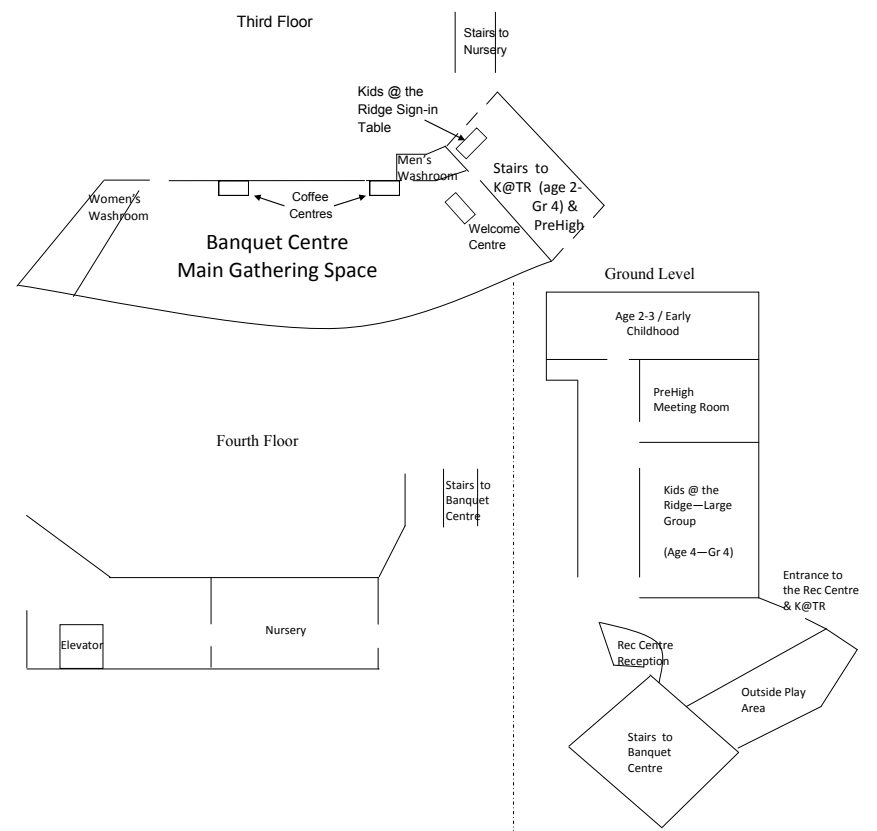 Third Floor
Stairs to
Nursery
Kids @ the
Ridge Sign-in
Table
Men's
Washroom
Stairs to
K@TR (age 2-
Gr 4) &
PreHigh
Women's
Washroom
Coffee
Centres
Welcome
Centre
Banquet Centre
Main Gathering Space
Ground Level
Age 2-3 / Early
Childhood
PreHigh
Meeting Room
Kids @ the
Ridge—Large
Group
(Age 4—Gr 4)
Entrance to
the Rec Centre
& K@TR
Rec Centre
Reception
Outside Play
Area
Stairs to
Banquet
Centre
Fourth Floor
Stairs to
Banquet
Centre
Elevator
Nursery